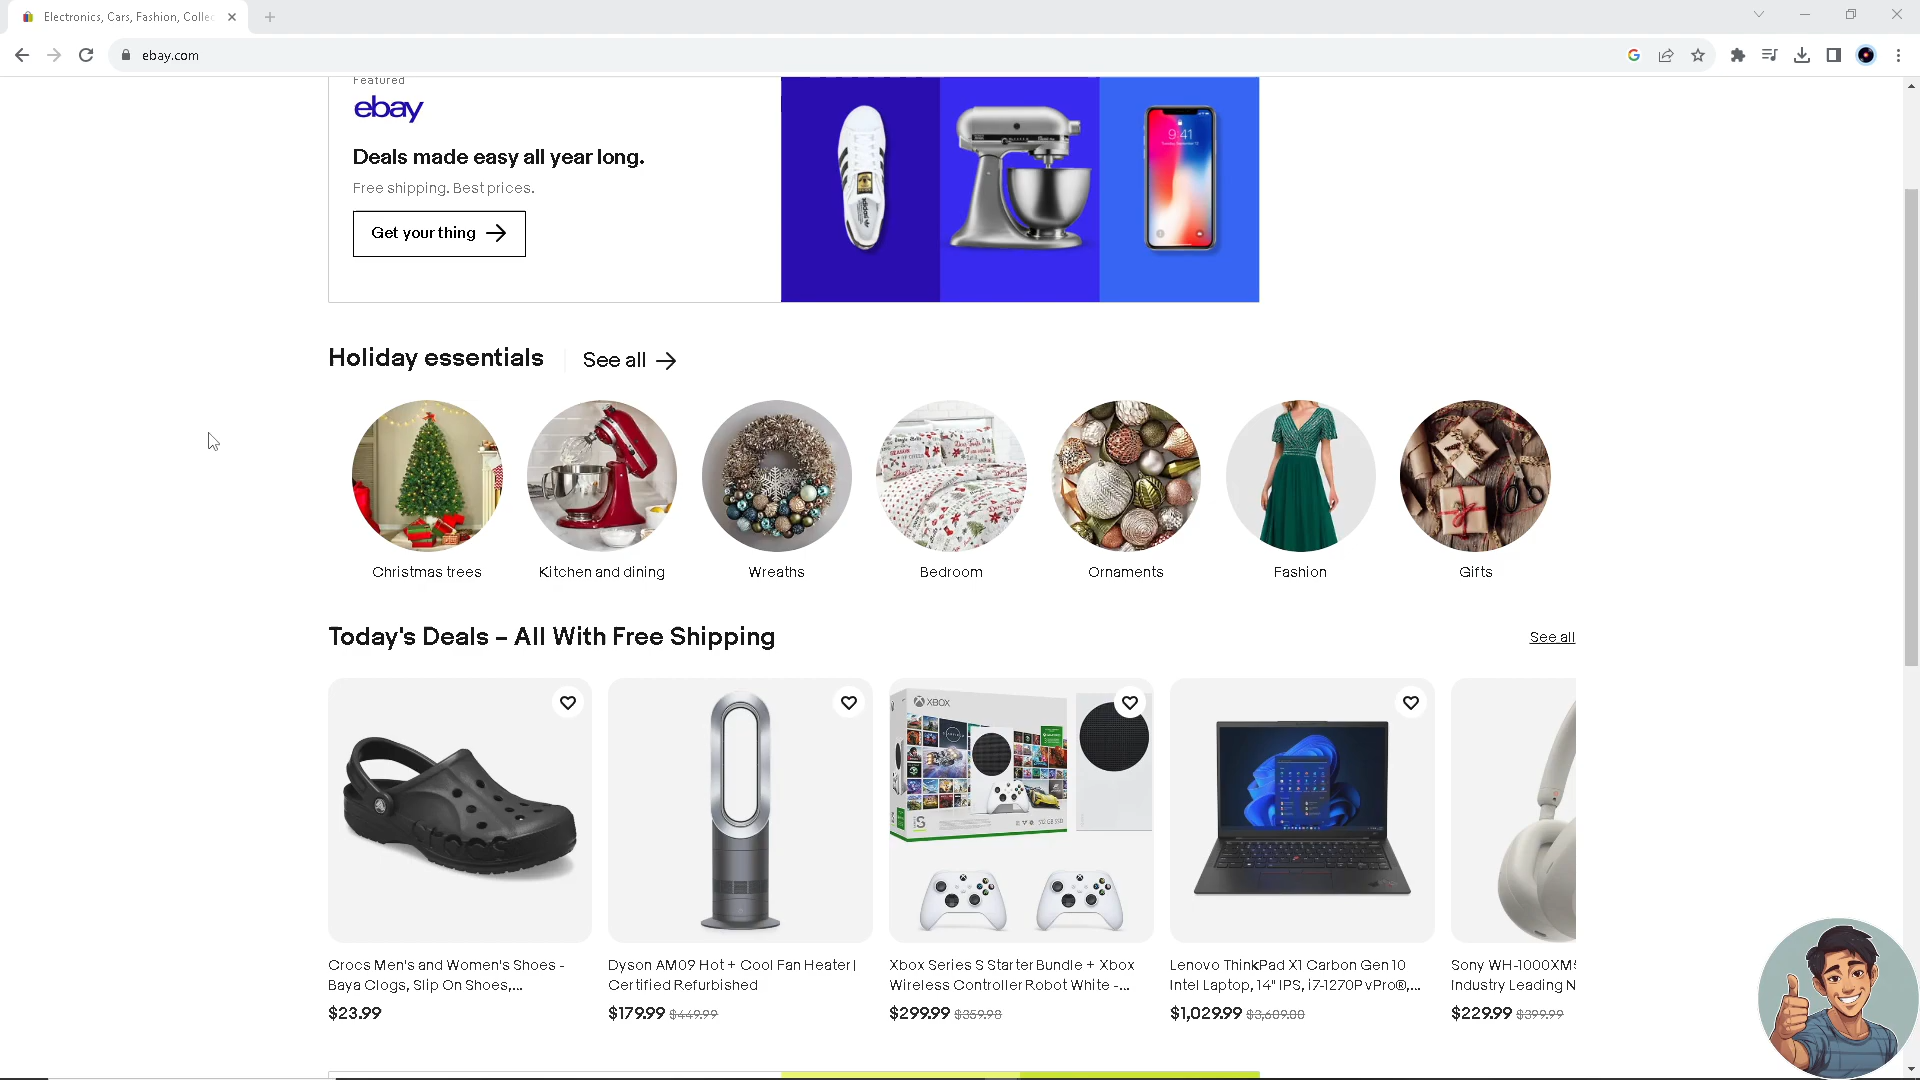 Electronics, Cars, Fashion, Collec
ebay.com
Featured
ebay
Deals made easy all year long.
Free shipping. Best prices.
Get your thing
9:41
Holiday essentials
See all
Christmas trees
Kitchen and dining
Wreaths
Bedroom
Ornaments
Fashion
Gifts
Today's Deals – All With Free Shipping
See all
XBOX
S
Crocs Men's and Women's Shoes -
Baya Clogs, Slip On Shoes,...
$23.99
Dyson AM09 Hot + Cool Fan Heater |
Certified Refurbished
$179.99 $449.99
Xbox Series S Starter Bundle + Xbox
Wireless Controller Robot White -...
$299.99 $359.98
Lenovo ThinkPad X1 Carbon Gen 10
Intel Laptop, 14" IPS, i7-1270P vPro®,...
$1,029.99 $3,609.00
Sony WH-1000XM5
Industry Leading N
$229.99 $399.99